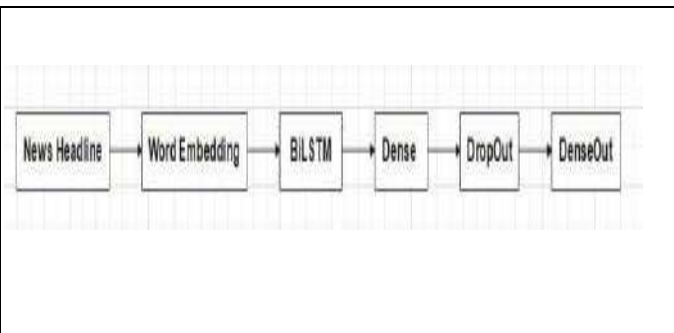 News Headline
Word Embedding
BiLSTM
Dense
DropOut
DenseOut